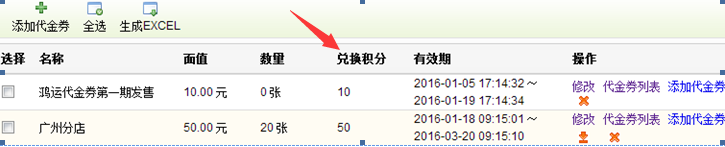 添加代金券 全选 生成EXCEL
选择 名称 面值 数量 兑换积分 有效期 操作
鸿运代金券第一期发售 10.00 元 0 张 10 2016-01-05 17:14:32～ 修改 代金券列表 添加代金券
2016-01-19 17:14:34
广州分店 50.00 元 20 张 50 2016-01-18 09:15:01～ 修改 代金券列表 添加代金券
2016-03-20 09:15:10